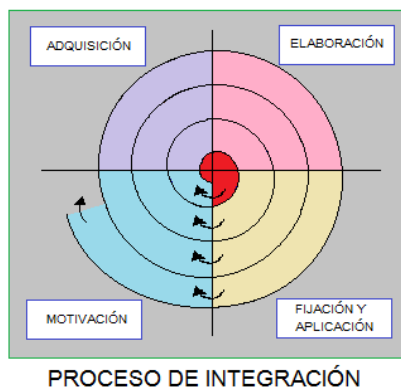 ADQUISICIÓN
ELABORACIÓN
MOTIVACIÓN
FIJACIÓN Y
APLICACIÓN
PROCESO DE INTEGRACIÓN